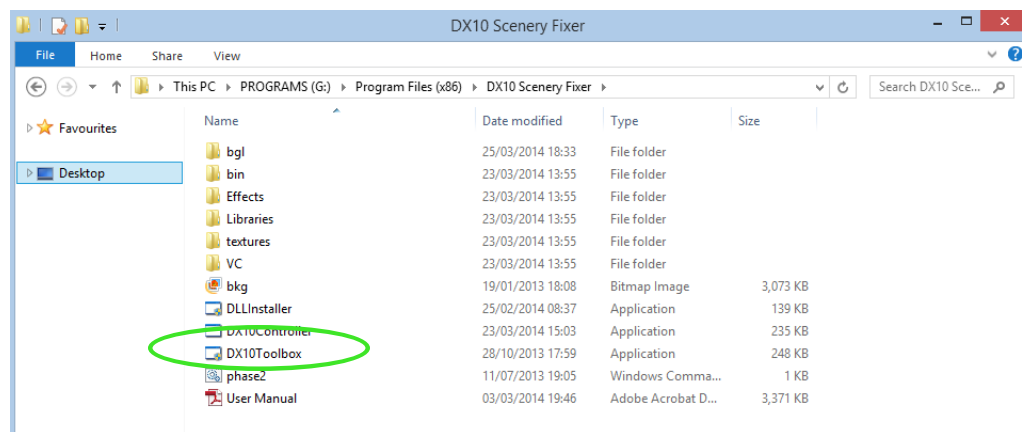 DX10 Scenery Fixer
File Home Share View
This PC PROGRAMS (G:) Program Files (x86) DX10 Scenery Fixer Search DX10 Sce...
Favourites
Desktop
Name Date modified Type Size
bgl 25/03/2014 18:33 File folder
bin 23/03/2014 13:55 File folder
Effects 23/03/2014 13:55 File folder
Libraries 23/03/2014 13:55 File folder
textures 23/03/2014 13:55 File folder
VC 23/03/2014 13:55 File folder
bkg 19/01/2013 18:08 Bitmap Image 3,073 KB
DLLInstaller 25/02/2014 08:37 Application 139 KB
DX10Controller 23/03/2014 15:03 Application 235 KB
DX10Toolbox 28/10/2013 17:59 Application 248 KB
phase2 11/07/2013 19:05 Windows Comma... 1 KB
User Manual 03/03/2014 19:46 Adobe Acrobat D... 3,371 KB